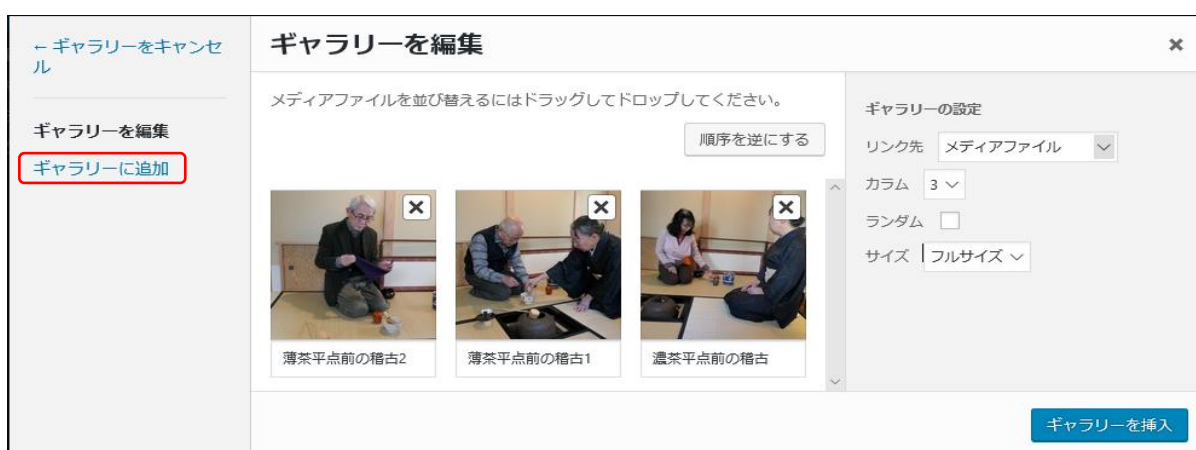 ←ギャラリーをキャンセ
ル
ギャラリーを編集
ギャラリーに追加
ギャラリーを編集
メディアファイルを並び替えるにはドラッグしてドロップしてください。
順序を逆にする
薄茶平点前の稽古2
薄茶平点前の稽古1
濃茶平点前の稽古
ギャラリーの設定
リンク先 メディアファイル
カラム 3
ランダム
サイズ フルサイズ
ギャラリーを挿入